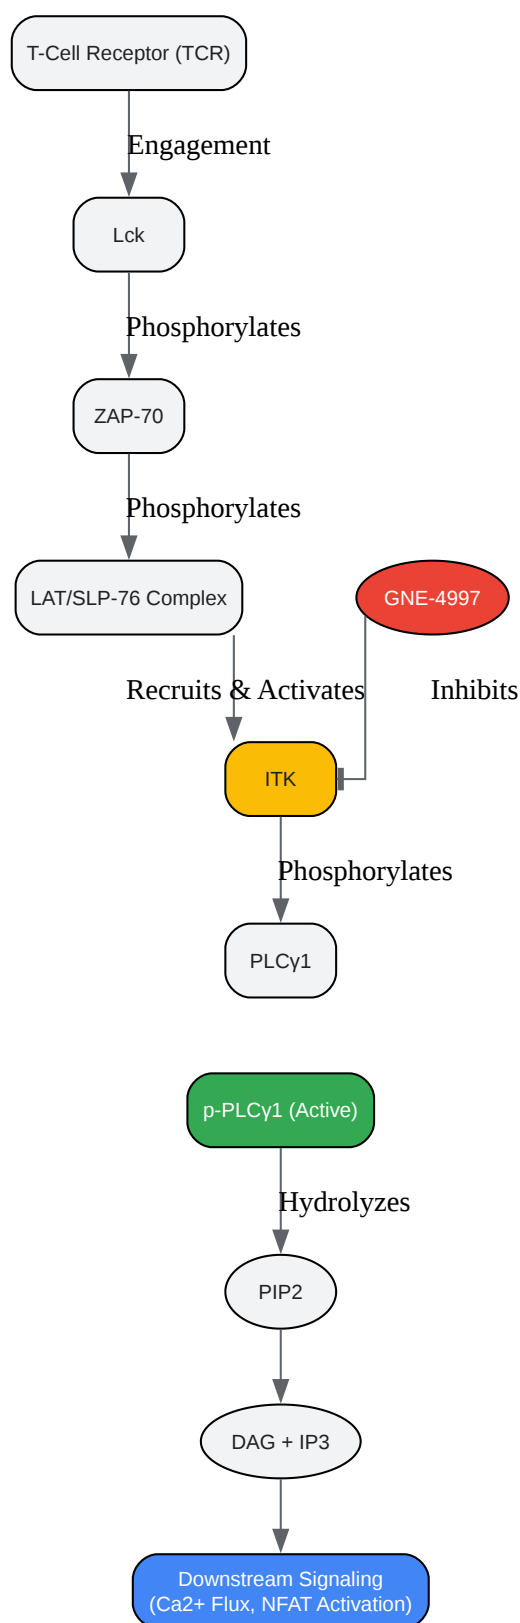 T-Cell Receptor (TCR)
Engagement
Lck
Phosphorylates
ZAP-70
Phosphorylates
LAT/SLP-76 Complex
GNE-4997
Recruits & Activates
Inhibits
ITK
Phosphorylates
PLCγ1
p-PLCγ1 (Active)
Hydrolyzes
PIP2
DAG + IP3
Downstream Signaling
(Ca2+ Flux, NFAT Activation)